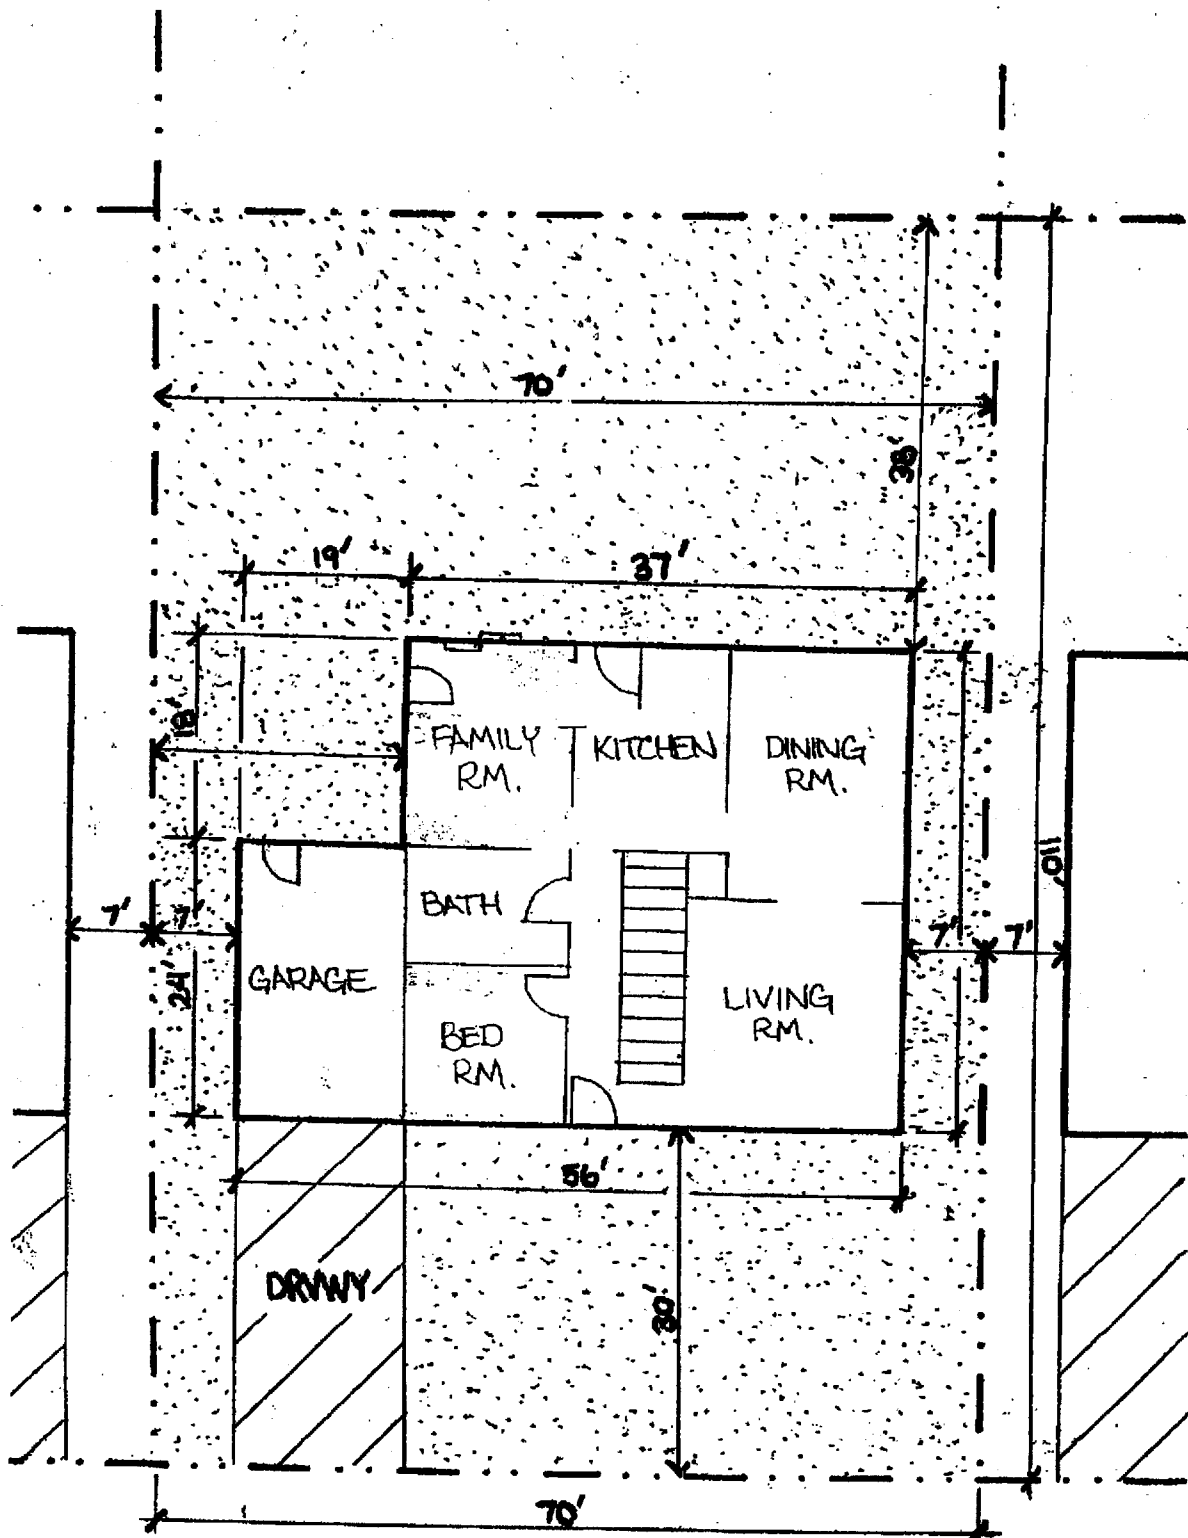 70'
38'
19'
37'
18'
FAMILY
RM.
KITCHEN
DINING
RM.
110'
BATH
7'
7'
7'
7'
24'
GARAGE
LIVING
RM.
BED
RM.
56'
DRVWY
30'
70'